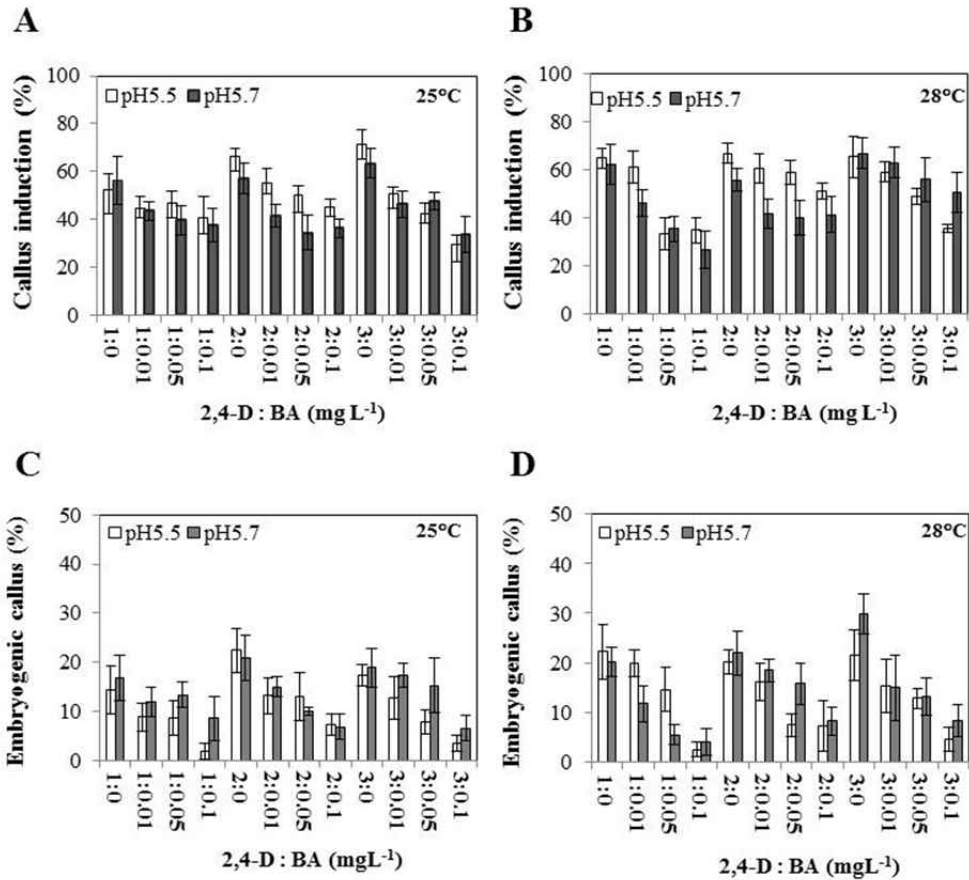 A
Callus induction (%)
100
80
60
40
20
0
pH5.5 pH5.7
25°C
1:0 1:0.01 1:0.05 1:0.1 2:0 2:0.01 2:0.05 2:0.1 3:0 3:0.01 3:0.05 3:0.1
2,4-D : BA (mg L⁻¹)
B
Callus induction (%)
100
80
60
40
20
0
pH5.5 pH5.7
28°C
1:0 1:0.01 1:0.05 1:0.1 2:0 2:0.01 2:0.05 2:0.1 3:0 3:0.01 3:0.05 3:0.1
2,4-D : BA (mg L⁻¹)
C
Embryogenic callus (%)
50
40
30
20
10
0
pH5.5 pH5.7
25°C
1:0 1:0.01 1:0.05 1:0.1 2:0 2:0.01 2:0.05 2:0.1 3:0 3:0.01 3:0.05 3:0.1
2,4-D : BA (mgL⁻¹)
D
Embryogenic callus (%)
50
40
30
20
10
0
pH5.5 pH5.7
28°C
1:0 1:0.01 1:0.05 1:0.1 2:0 2:0.01 2:0.05 2:0.1 3:0 3:0.01 3:0.05 3:0.1
2,4-D : BA (mgL⁻¹)